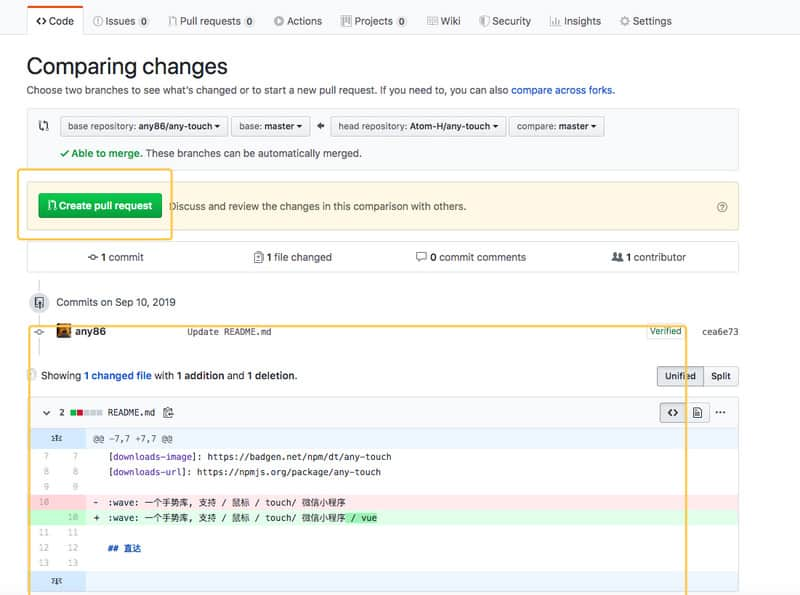 Code Issues 0 Pull requests 0 Actions Projects 0 Wiki Security Insights Settings
Comparing changes
Choose two branches to see what's changed or to start a new pull request. If you need to, you can also compare across forks.
base repository: any86/any-touch base: master head repository: Atom-H/any-touch compare: master
Able to merge. These branches can be automatically merged.
Create pull request Discuss and review the changes in this comparison with others.
1 commit 1 file changed 0 commit comments 1 contributor
Commits on Sep 10, 2019
any86 Update README.md Verified cea6e73
Showing 1 changed file with 1 addition and 1 deletion. Unified Split
2 README.md
@@ -7,7 +7,7 @@
7 7 [downloads-image]: https://badgen.net/npm/dt/any-touch
8 8 [downloads-url]: https://npmjs.org/package/any-touch
9 9
10 - :wave: 一个手势库, 支持 / 鼠标 / touch/ 微信小程序
10 + :wave: 一个手势库, 支持 / 鼠标 / touch/ 微信小程序 / vue
11 11
12 12 ## 直达
13 13